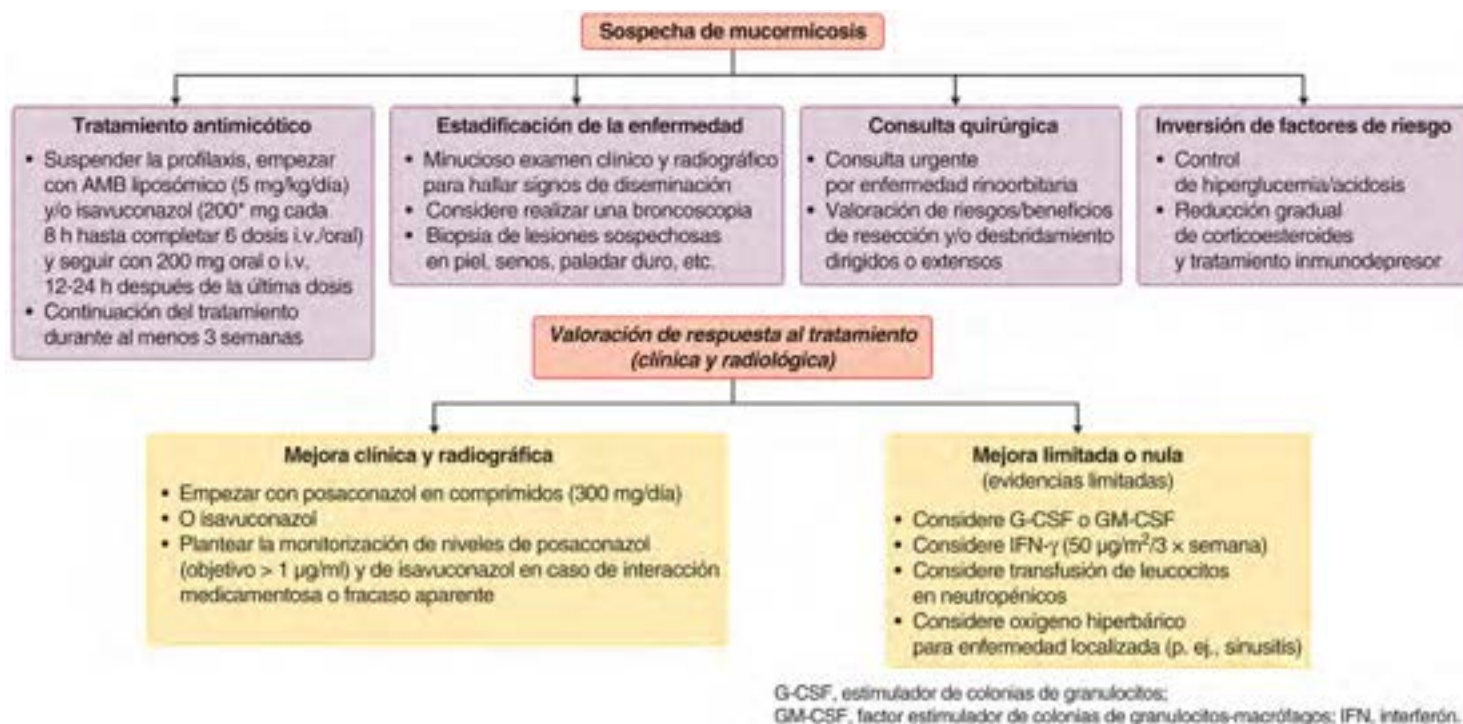 Sospecha de mucormicosis
Tratamiento antimicótico
• Suspender la profilaxis, empezar
con AMB liposómico (5 mg/kg/día)
y/o isavuconazol (200* mg cada
8 h hasta completar 6 dosis i.v./oral)
y seguir con 200 mg oral o i.v.
12-24 h después de la última dosis
• Continuación del tratamiento
durante al menos 3 semanas
Estadificación de la enfermedad
• Minucioso examen clínico y radiográfico
para hallar signos de diseminación
• Considere realizar una broncoscopia
• Biopsia de lesiones sospechosas
en piel, senos, paladar duro, etc.
Consulta quirúrgica
• Consulta urgente
por enfermedad rinoorbitaria
• Valoración de riesgos/beneficios
de resección y/o desbridamiento
dirigidos o extensos
Inversión de factores de riesgo
• Control
de hiperglucemia/acidosis
• Reducción gradual
de corticoesteroides
y tratamiento inmunodepresor
Valoración de respuesta al tratamiento
(clínica y radiológica)
Mejora clínica y radiográfica
• Empezar con posaconazol en comprimidos (300 mg/día)
• O isavuconazol
• Plantear la monitorización de niveles de posaconazol
(objetivo > 1 µg/ml) y de isavuconazol en caso de interacción
medicamentosa o fracaso aparente
Mejora limitada o nula
(evidencias limitadas)
• Considere G-CSF o GM-CSF
• Considere IFN-γ (50 µg/m²/3 × semana)
• Considere transfusión de leucocitos
en neutropénicos
• Considere oxígeno hiperbárico
para enfermedad localizada (p. ej., sinusitis)
G-CSF, estimulador de colonias de granulocitos;
GM-CSF, factor estimulador de colonias de granulocitos-macrófagos; IFN, interferón.